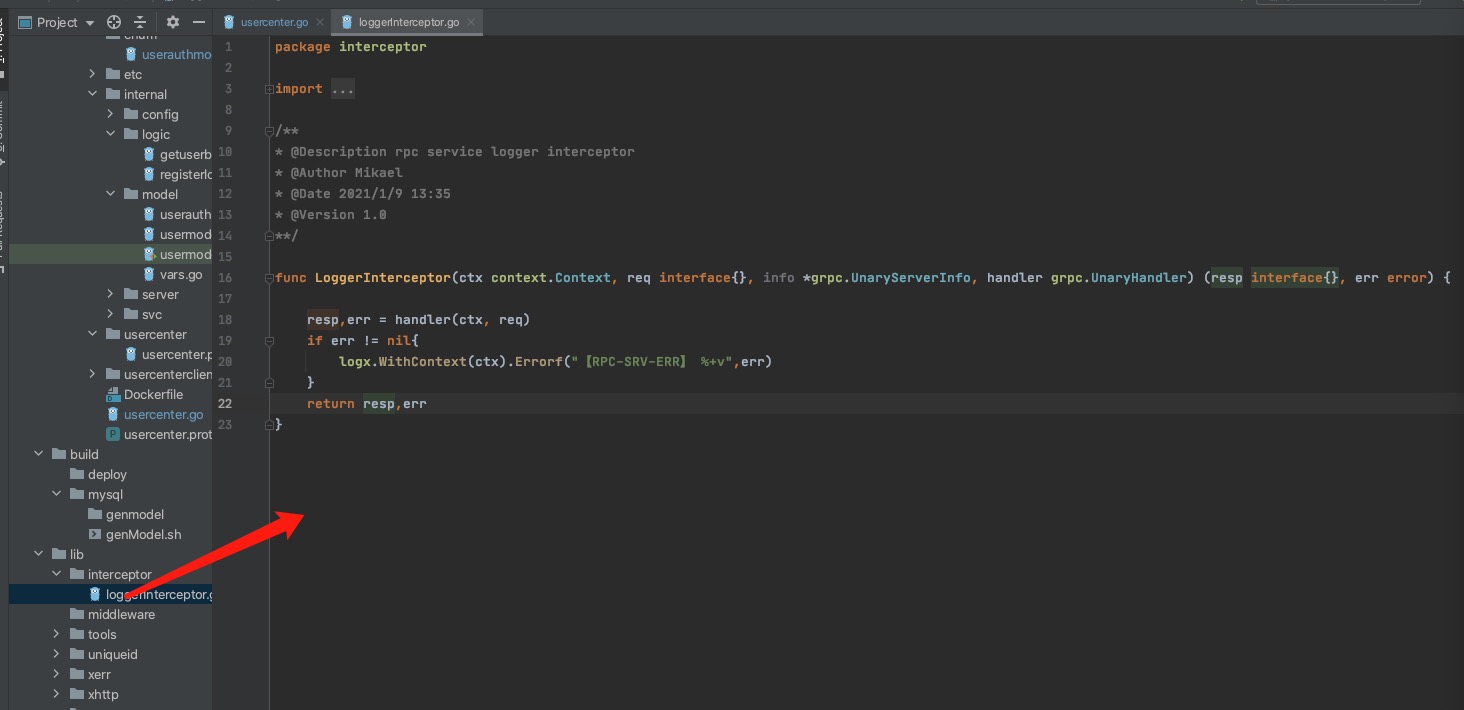 Project
usercenter.go
loggerInterceptor.go
userauthmo
etc
internal
config
logic
getuserb
registerlo
model
userauth
usermod
usermod
vars.go
server
svc
usercenter
usercenter.p
usercenterclien
Dockerfile
usercenter.go
usercenter.prot
build
deploy
mysql
genmodel
genModel.sh
lib
interceptor
loggerInterceptor.g
middleware
tools
uniqueid
xerr
xhttp
1 package interceptor
2
3 import ...
8
9 /**
10 * @Description rpc service logger interceptor
11 * @Author Mikael
12 * @Date 2021/1/9 13:35
13 * @Version 1.0
14 **/
15
16 func LoggerInterceptor(ctx context.Context, req interface{}, info *grpc.UnaryServerInfo, handler grpc.UnaryHandler) (resp interface{}, err error) {
17
18 resp,err = handler(ctx, req)
19 if err != nil{
20 logx.WithContext(ctx).Errorf("【RPC-SRV-ERR】 %+v",err)
21 }
22 return resp,err
23 }